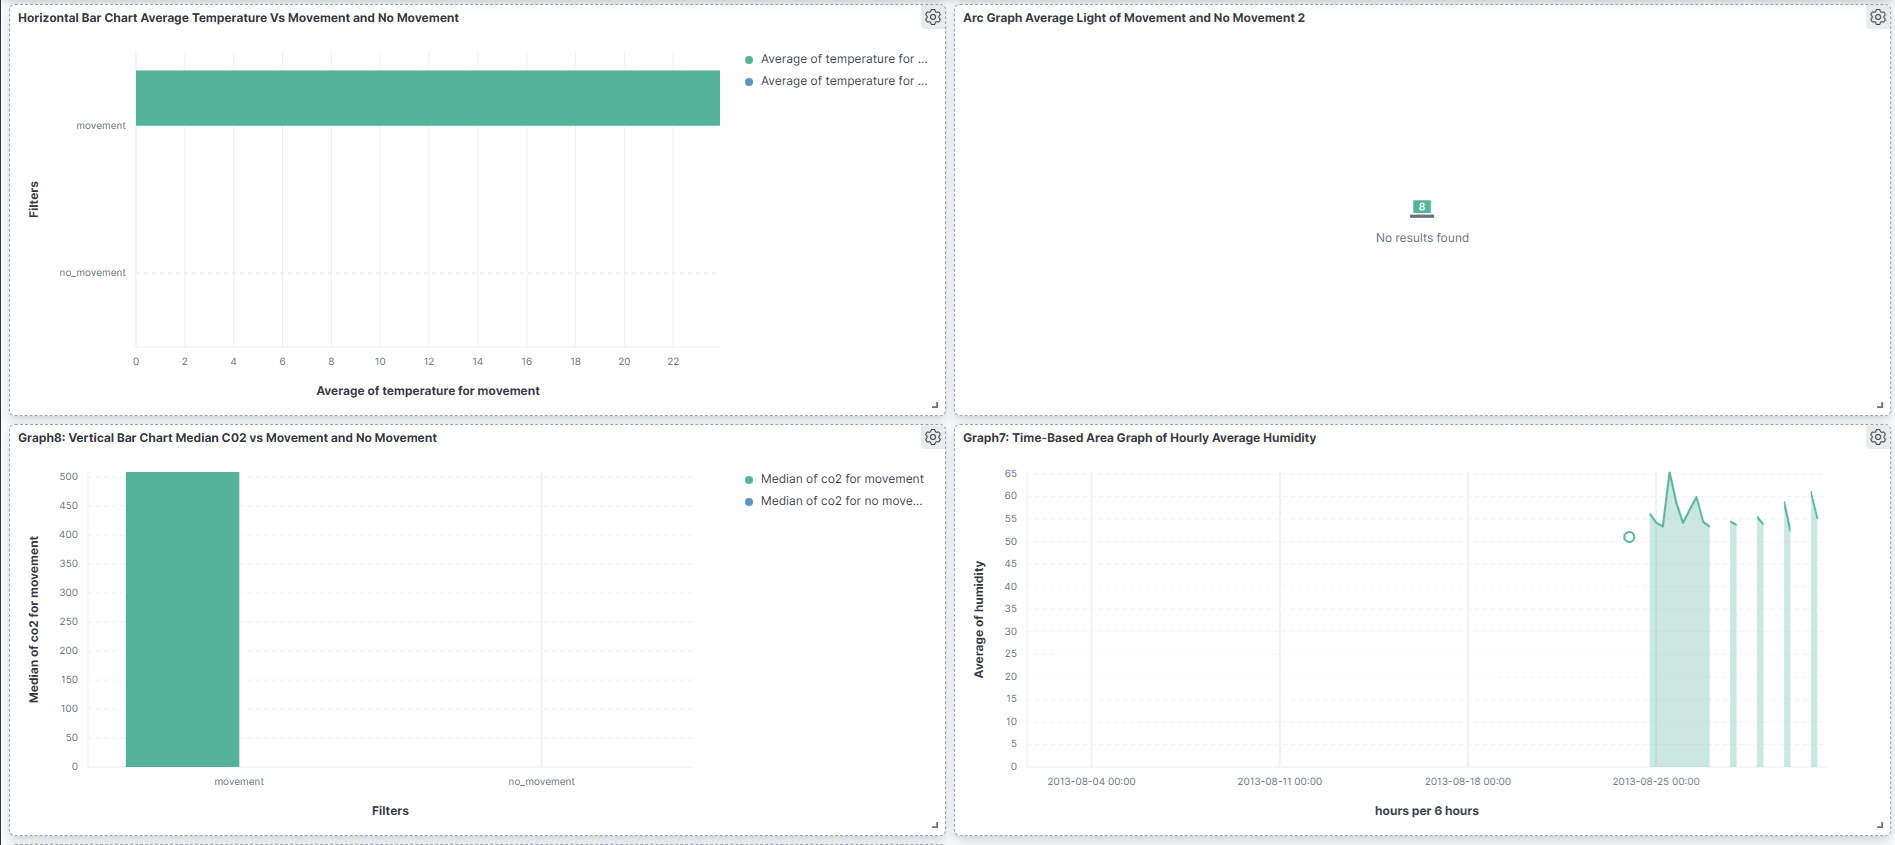 Horizontal Bar Chart Average Temperature Vs Movement and No Movement
Average of temperature for ...
Average of temperature for ...
movement
no_movement
Filters
0 2 4 6 8 10 12 14 16 18 20 22
Average of temperature for movement
Arc Graph Average Light of Movement and No Movement 2
8
No results found
Graph8: Vertical Bar Chart Median C02 vs Movement and No Movement
Median of co2 for movement
Median of co2 for no move...
500
450
400
350
300
250
200
150
100
50
0
Median of co2 for movement
movement no_movement
Filters
Graph7: Time-Based Area Graph of Hourly Average Humidity
65
60
55
50
45
40
35
30
25
20
15
10
5
0
Average of humidity
2013-08-04 00:00 2013-08-11 00:00 2013-08-18 00:00 2013-08-25 00:00
hours per 6 hours